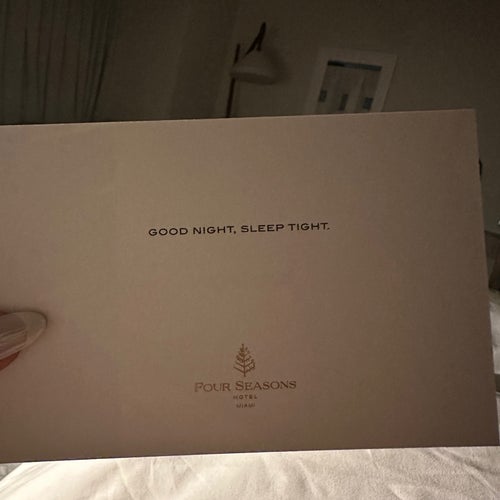 GOOD NIGHT, SLEEP TIGHT.
FOUR SEASONS
HOTEL
MIAMI